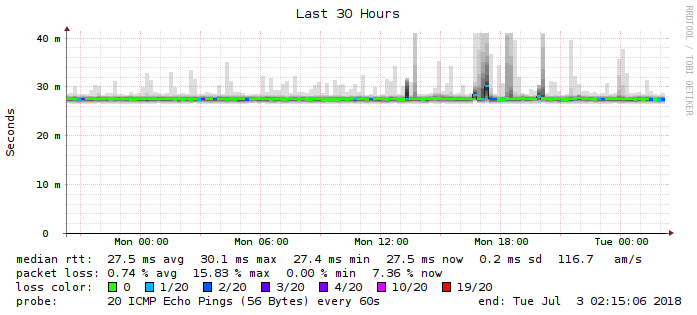 Last 30 Hours
RRDTOOL / TOBI OETIKER
Seconds
40 m
30 m
20 m
10 m
0
Mon 00:00 Mon 06:00 Mon 12:00 Mon 18:00 Tue 00:00
median rtt: 27.5 ms avg 30.1 ms max 27.4 ms min 27.5 ms now 0.2 ms sd 116.7 am/s
packet loss: 0.74 % avg 15.83 % max 0.00 % min 7.36 % now
loss color: 0 1/20 2/20 3/20 4/20 10/20 19/20
probe: 20 ICMP Echo Pings (56 Bytes) every 60s end: Tue Jul 3 02:15:06 2018